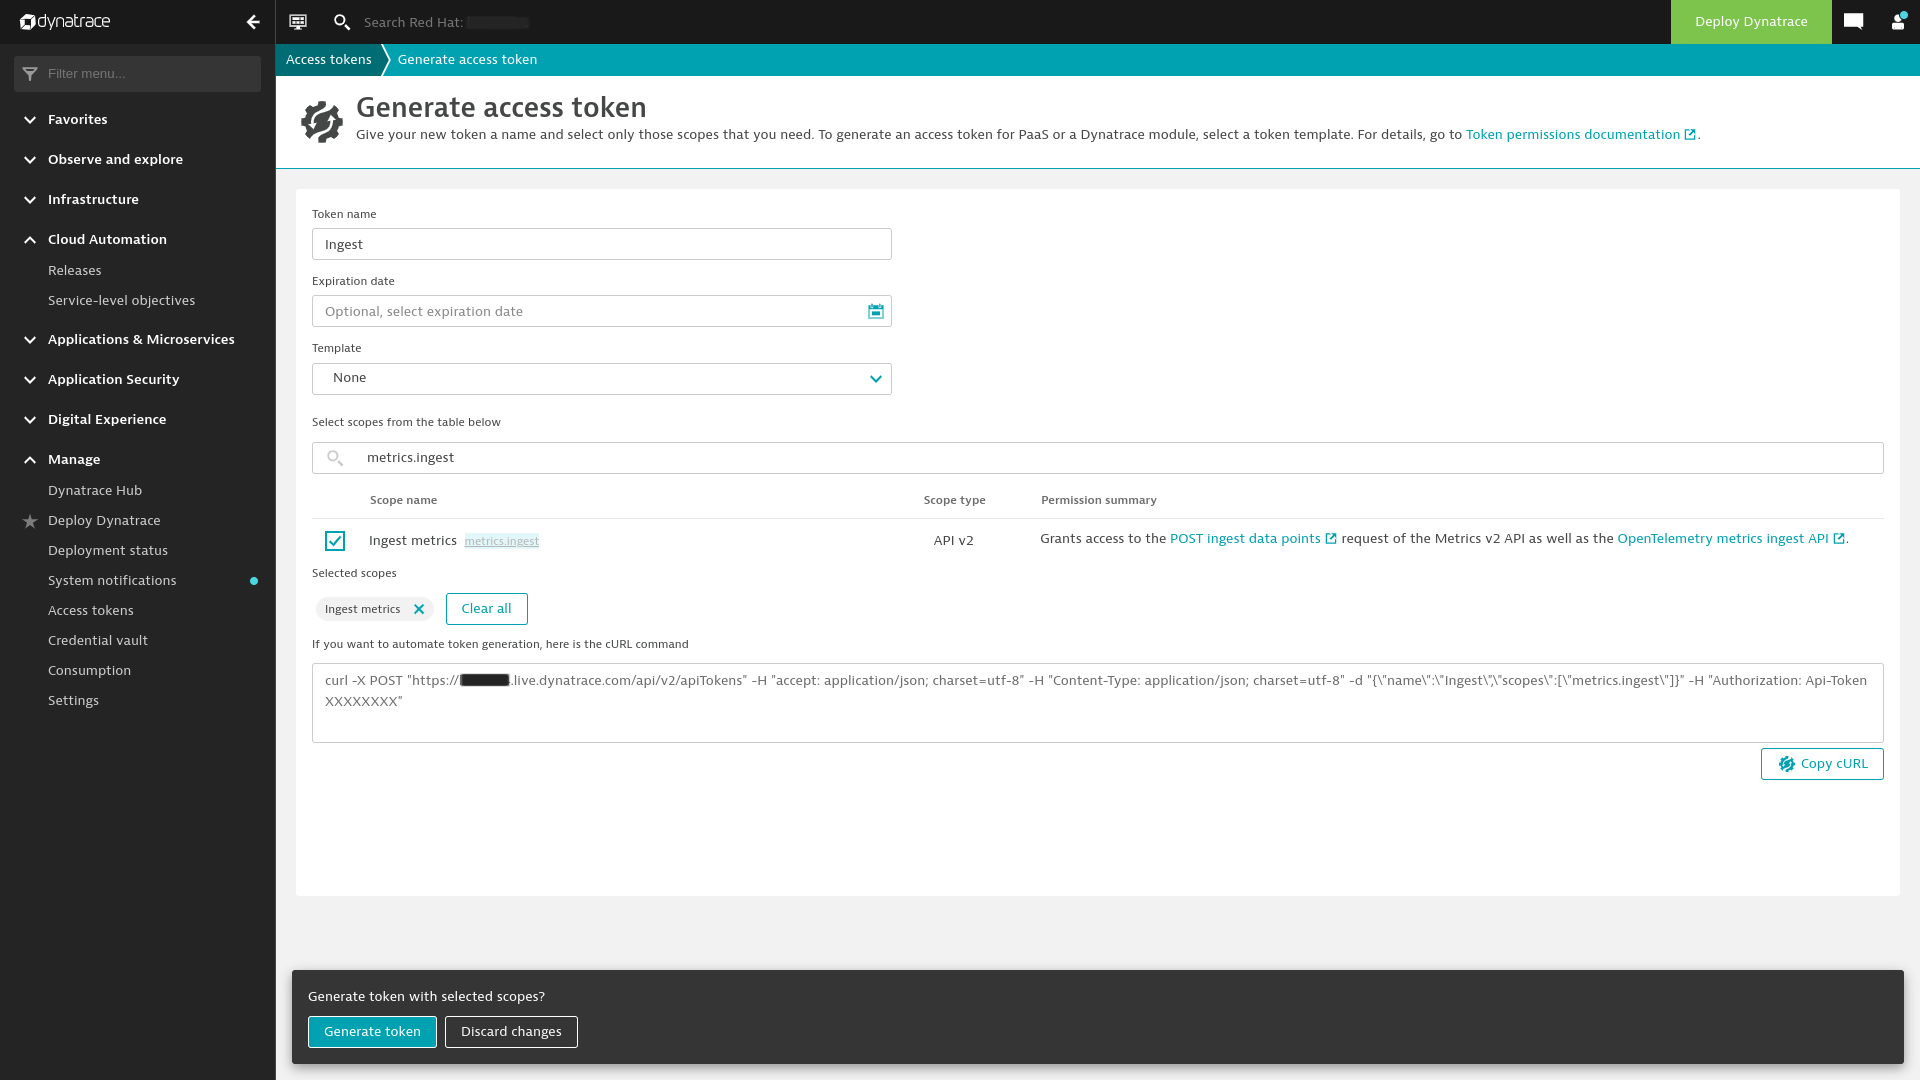 dynatrace
Search Red Hat:
Deploy Dynatrace
Filter menu...
Favorites
Observe and explore
Infrastructure
Cloud Automation
Releases
Service-level objectives
Applications & Microservices
Application Security
Digital Experience
Manage
Dynatrace Hub
Deploy Dynatrace
Deployment status
System notifications
Access tokens
Credential vault
Consumption
Settings
Access tokens
Generate access token
Generate access token
Give your new token a name and select only those scopes that you need. To generate an access token for PaaS or a Dynatrace module, select a token template. For details, go to Token permissions documentation.
Token name
Ingest
Expiration date
Optional, select expiration date
Template
None
Select scopes from the table below
metrics.ingest
Scope name Scope type Permission summary
Ingest metrics metrics.ingest API v2 Grants access to the POST ingest data points request of the Metrics v2 API as well as the OpenTelemetry metrics ingest API.
Selected scopes
Ingest metrics Clear all
If you want to automate token generation, here is the cURL command
curl -X POST "https://.live.dynatrace.com/api/v2/apiTokens" -H "accept: application/json; charset=utf-8" -H "Content-Type: application/json; charset=utf-8" -d "{\"name\":\"Ingest\",\"scopes\":[\"metrics.ingest\"]}" -H "Authorization: Api-Token
XXXXXXXX"
Copy cURL
Generate token with selected scopes?
Generate token Discard changes